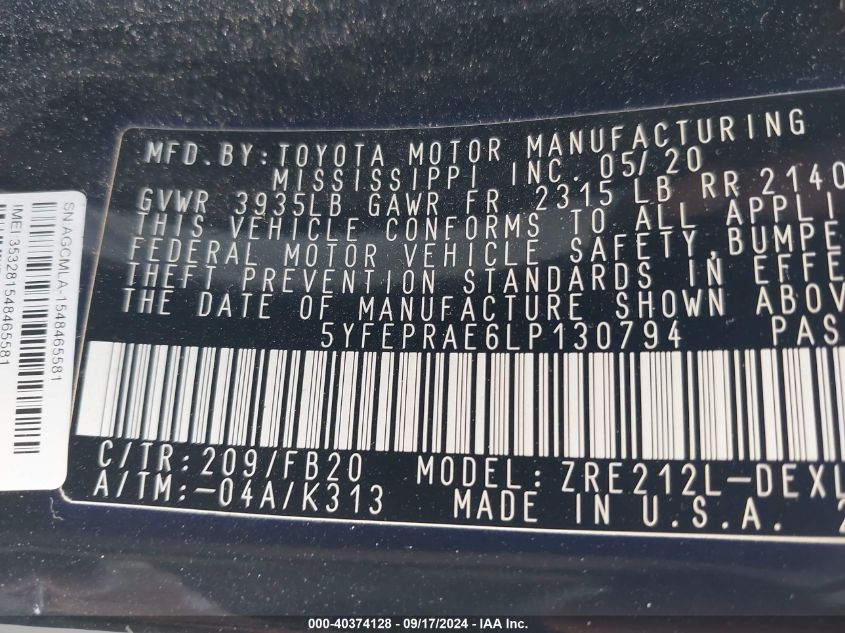 MFD.BY:TOYOTA MOTOR MANUFACTURING
MISSISSIPPI INC. 05/20
GVWR 3935LB GAWR FR 2315 LB RR 2140
THIS VEHICLE CONFORMS TO ALL APPLI
FEDERAL MOTOR VEHICLE SAFETY,BUMPE
THEFT PREVENTION STANDARDS IN EFFE
THE DATE OF MANUFACTURE SHOWN ABOV
5YFEPRAE6LP130794 PAS
C/TR:209/FB20 MODEL:ZRE212L-DEXL
A/TM:-04A/K313 MADE IN U.S.A.
SN AGCMLA-1548465581
IMEI 353281548465581
000-40374128 - 09/17/2024 - IAA Inc.